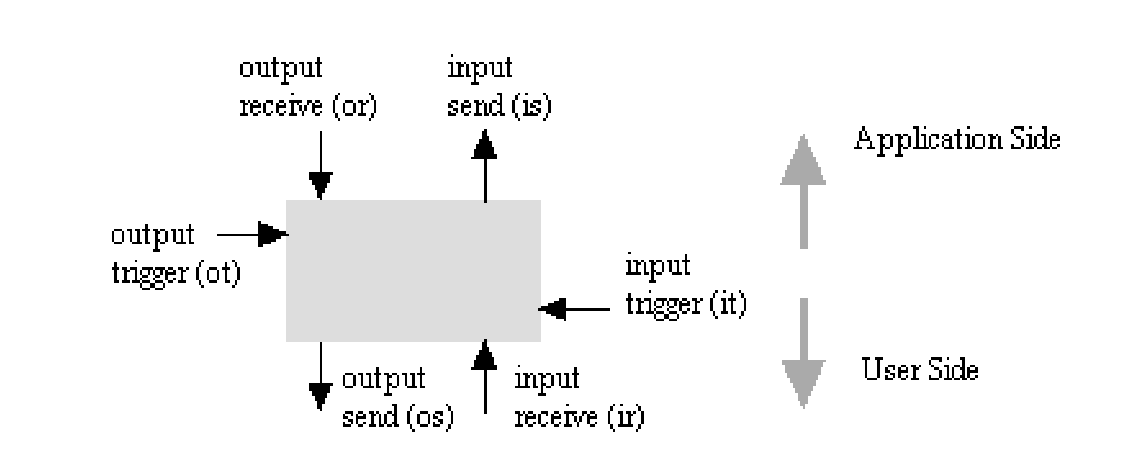 output
receive (or)
input
send (is)
Application Side
output
trigger (ot)
input
trigger (it)
output
send (os)
input
receive (ir)
User Side